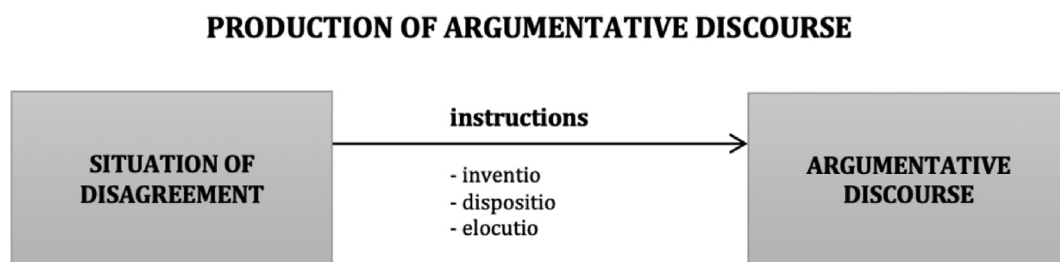 PRODUCTION OF ARGUMENTATIVE DISCOURSE
SITUATION OF
DISAGREEMENT
instructions
- inventio
- dispositio
- elocutio
ARGUMENTATIVE
DISCOURSE